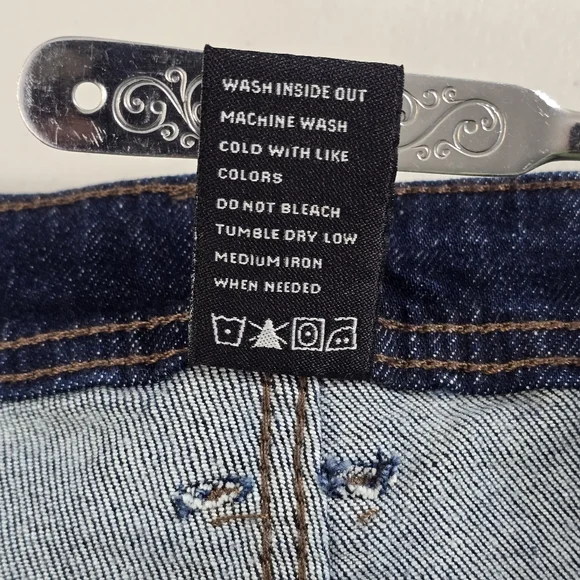 WASH INSIDE OUT
MACHINE WASH
COLD WITH LIKE
COLORS
DO NOT BLEACH
TUMBLE DRY LOW
MEDIUM IRON
WHEN NEEDED